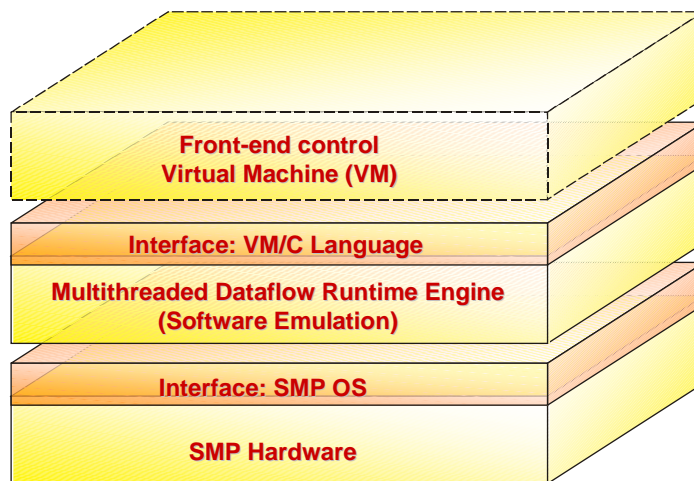 Front-end control
Virtual Machine (VM)
Interface: VM/C Language
Multithreaded Dataflow Runtime Engine
(Software Emulation)
Interface: SMP OS
SMP Hardware